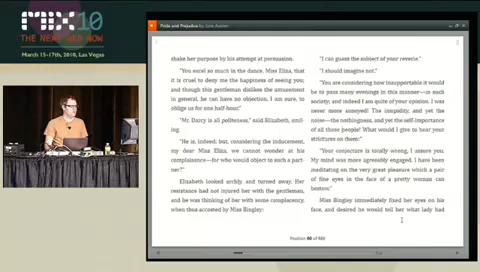 MIX10
THE NEXT WEB NOW
March 15-17th, 2010, Las Vegas
Pride and Prejudice by Jane Austen
shake her purpose by his attempt at persuasion.
"You excel so much in the dance, Miss Eliza, that
it is cruel to deny me the happiness of seeing you;
and though this gentleman dislikes the amusement
in general, he can have no objection, I am sure, to
oblige us for one half-hour."
"Mr. Darcy is all politeness," said Elizabeth, smil-
ing.
"He is, indeed; but, considering the inducement,
my dear Miss Eliza, we cannot wonder at his
complaisance—for who would object to such a part-
ner?"
Elizabeth looked archly, and turned away. Her
resistance had not injured her with the gentleman,
and he was thinking of her with some complacency,
when thus accosted by Miss Bingley:
"I can guess the subject of your reverie."
"I should imagine not."
"You are considering how insupportable it would
be to pass many evenings in this manner—in such
society; and indeed I am quite of your opinion. I was
never more annoyed! The insipidity, and yet the
noise—the nothingness, and yet the self-importance
of all those people! What would I give to hear your
strictures on them!"
"Your conjecture is totally wrong, I assure you.
My mind was more agreeably engaged. I have been
meditating on the very great pleasure which a pair
of fine eyes in the face of a pretty woman can
bestow."
Miss Bingley immediately fixed her eyes on his
face, and desired he would tell her what lady had